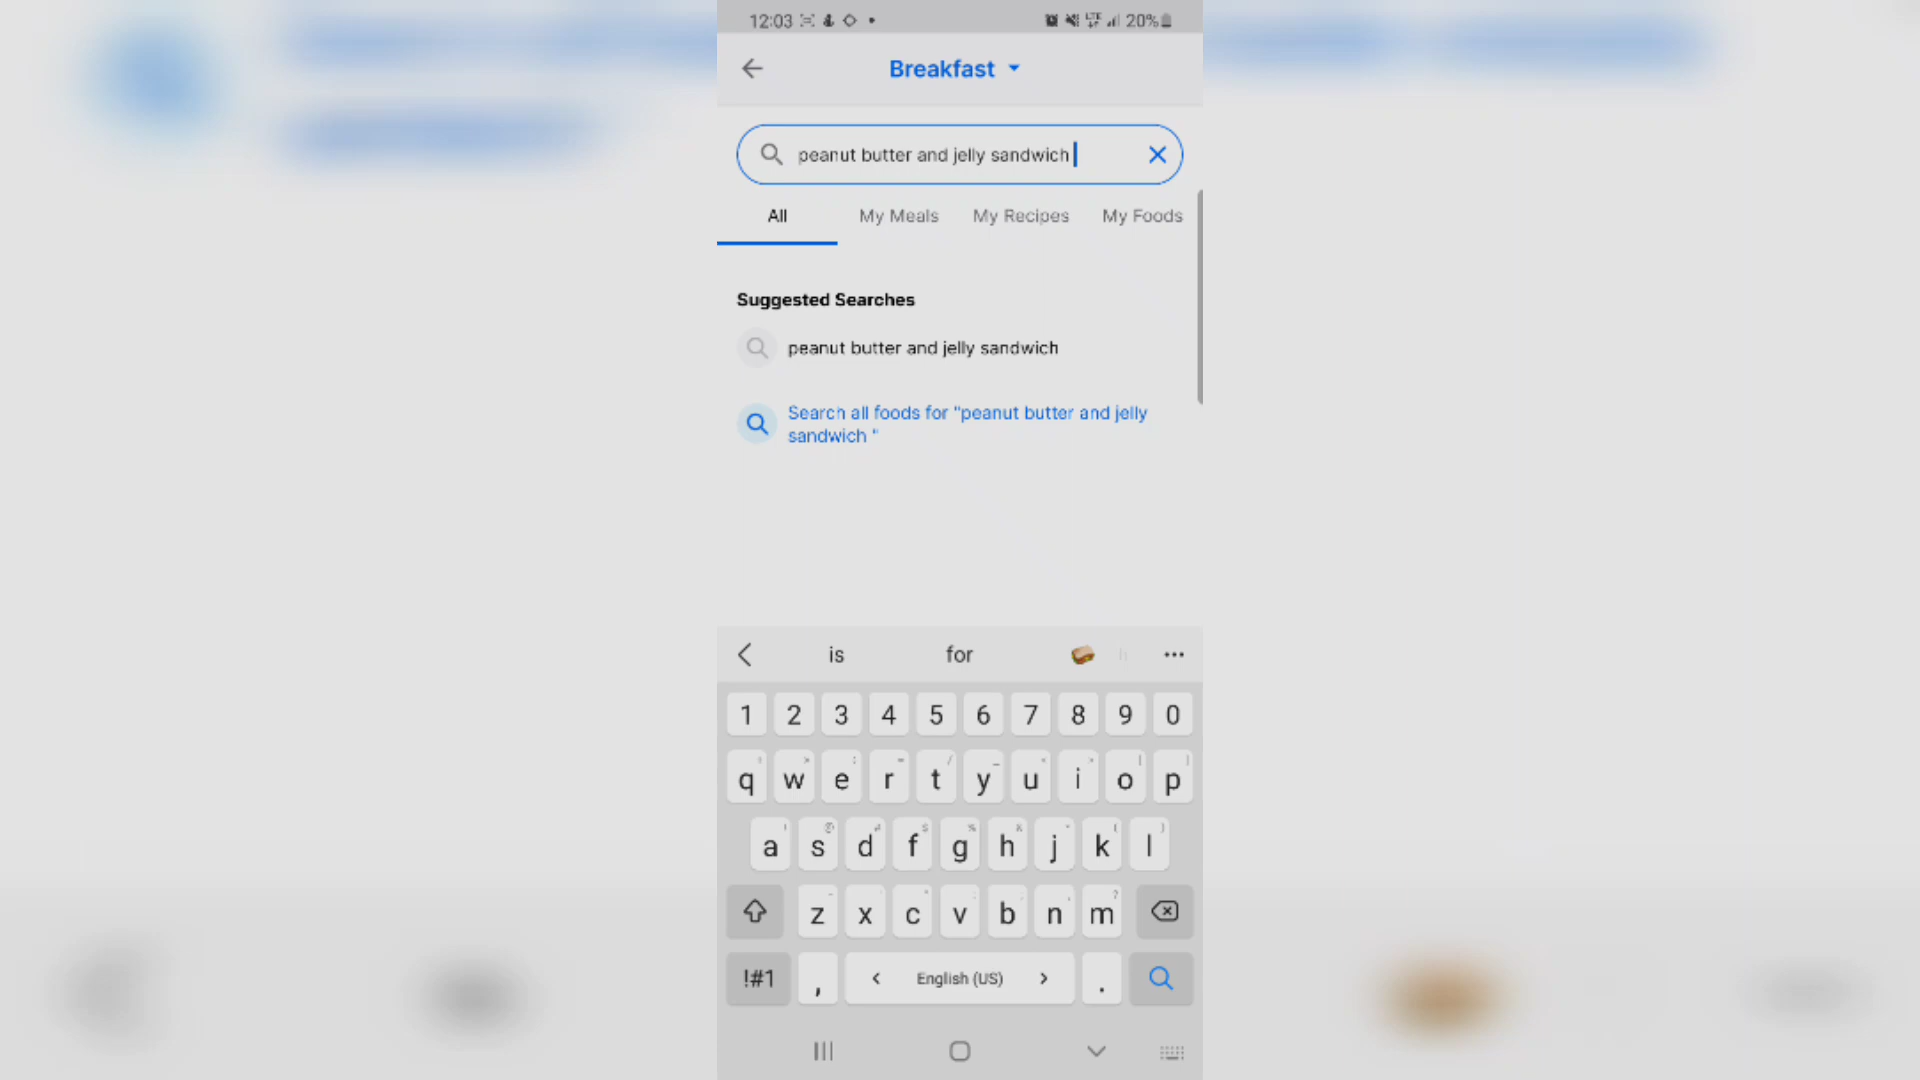 12:03
20%
Breakfast
peanut butter and jelly sandwich
All My Meals My Recipes My Foods
Suggested Searches
peanut butter and jelly sandwich
Search all foods for "peanut butter and jelly
sandwich "
is for
1 2 3 4 5 6 7 8 9 0
q w e r t y u i o p
a s d f g h j k l
z x c v b n m
!#1 , < English (US) > .